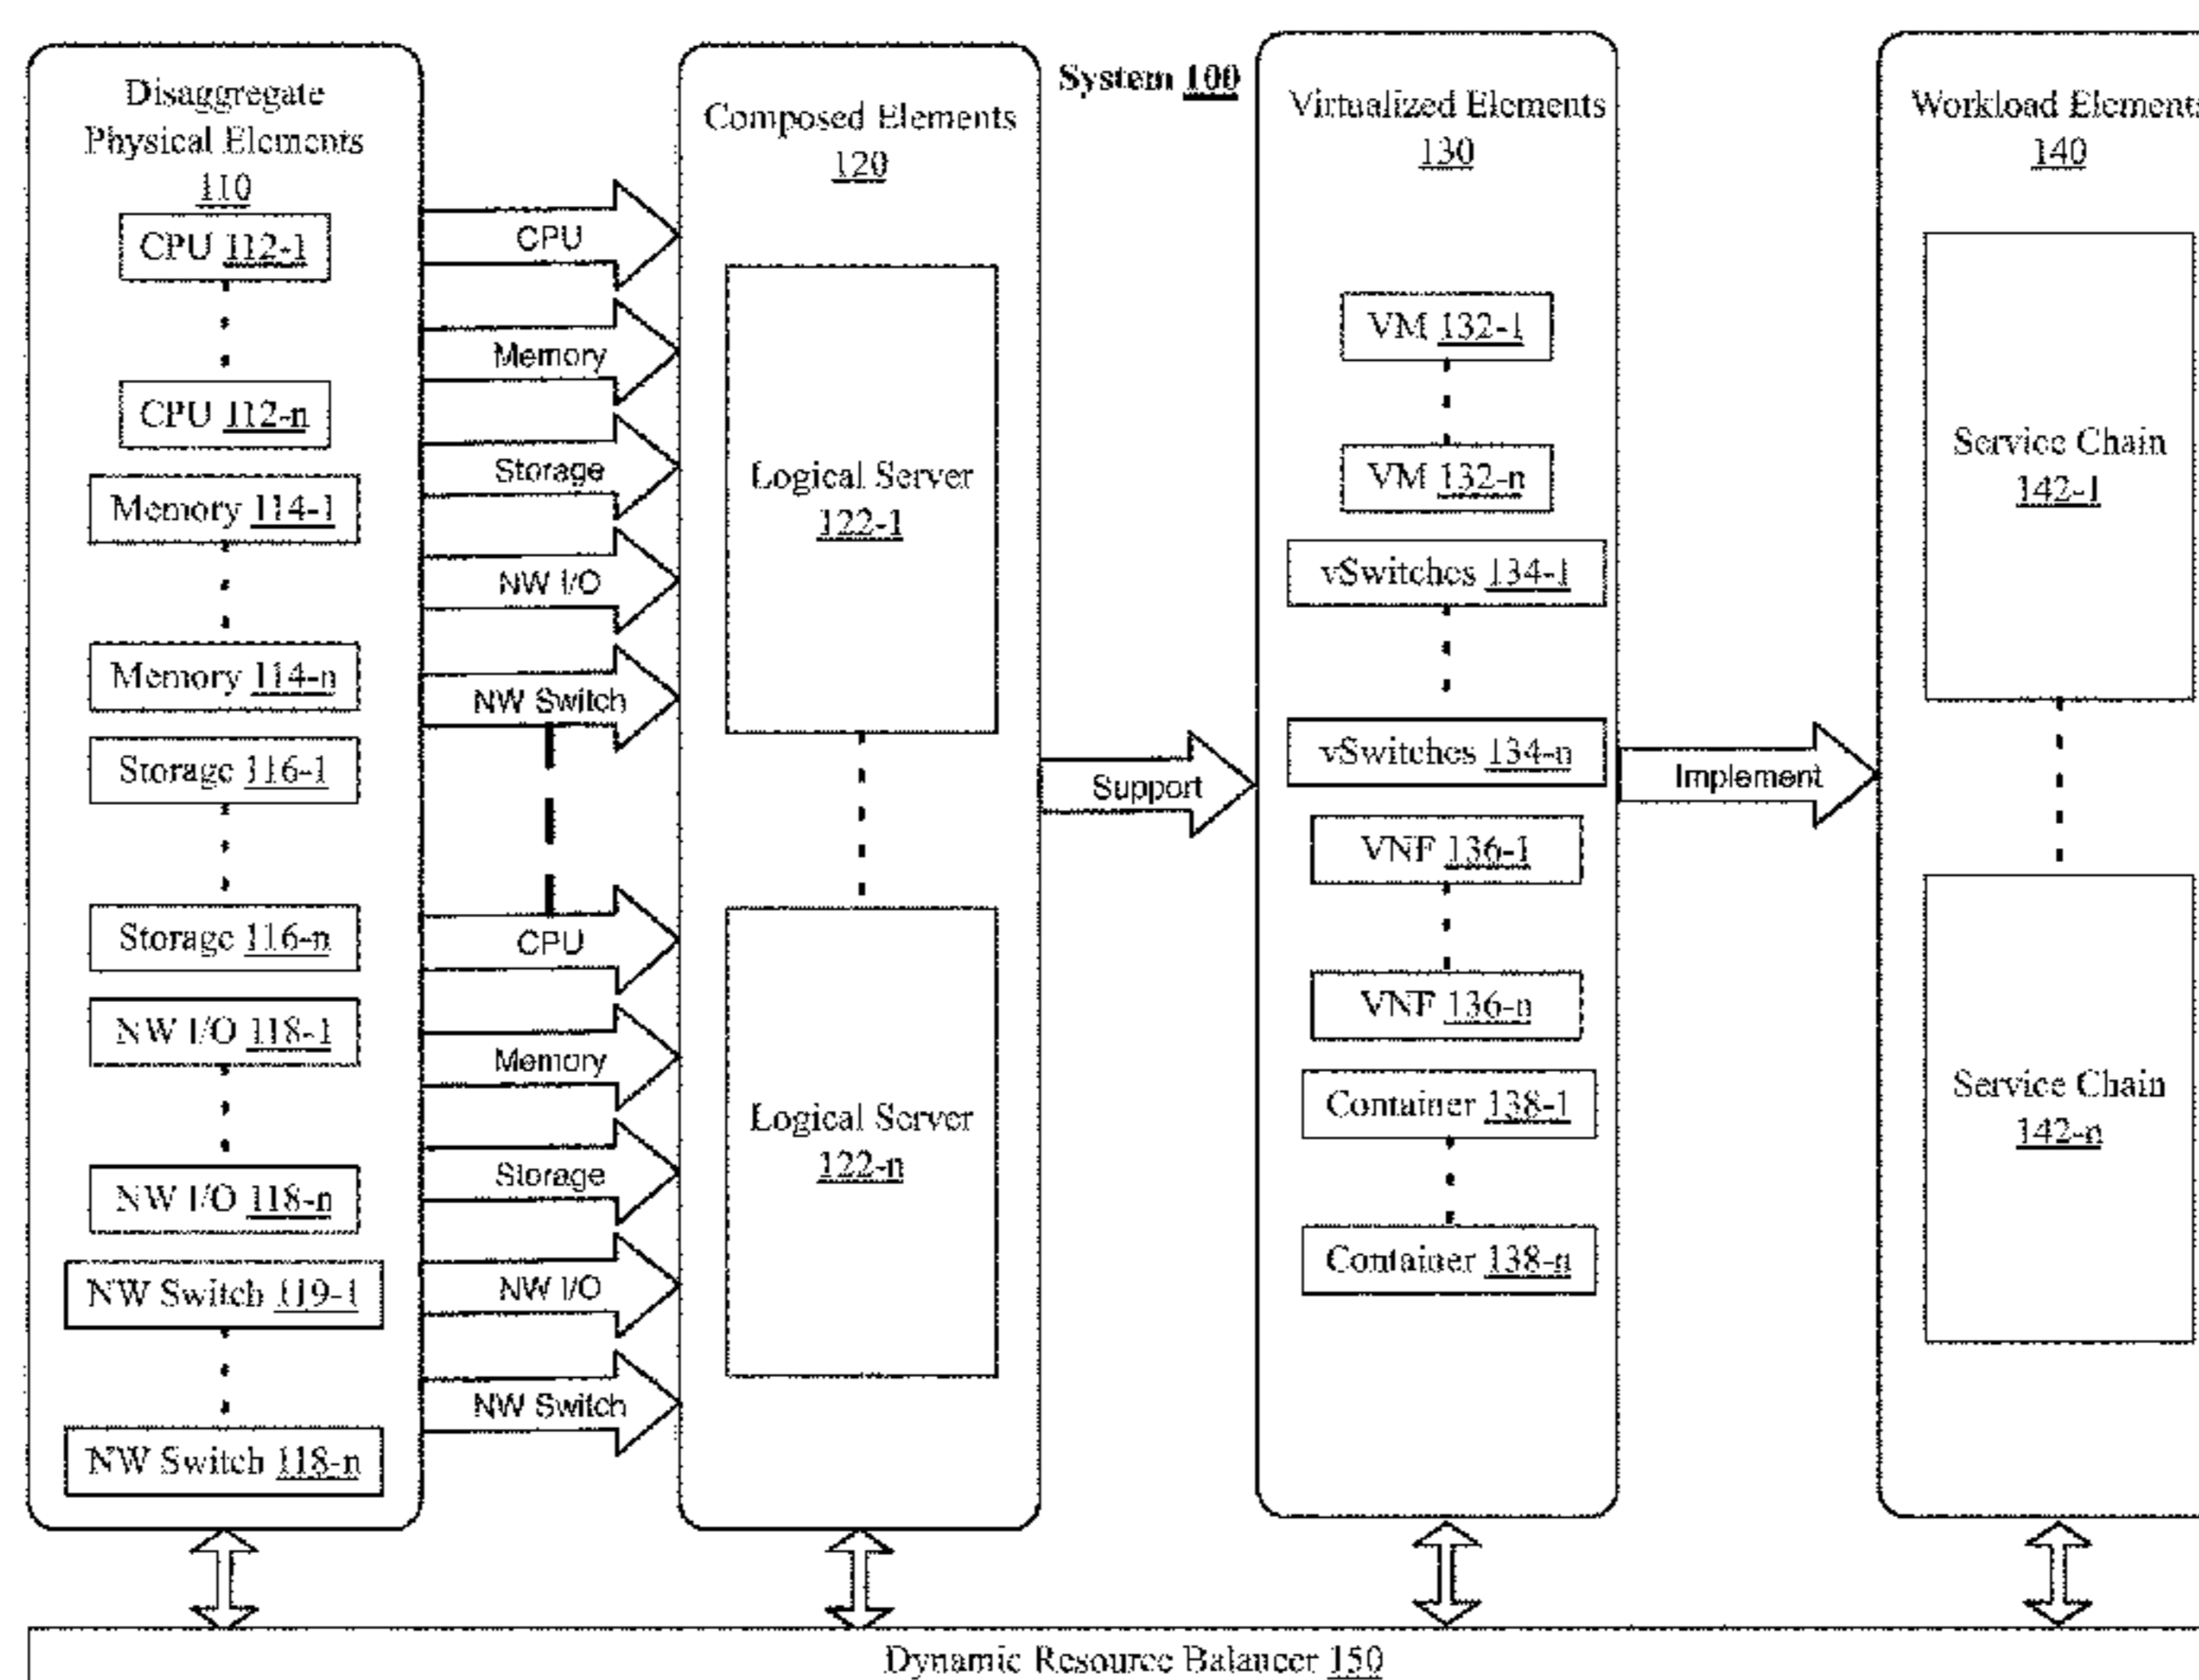 Disaggregate
Physical Elements
110
CPU 112-1
CPU 112-n
Memory 114-1
Memory 114-n
Storage 116-1
Storage 116-n
NW I/O 118-1
NW I/O 118-n
NW Switch 119-1
NW Switch 118-n
CPU
Memory
Storage
NW I/O
NW Switch
CPU
Memory
Storage
NW I/O
NW Switch
Composed Elements
120
Logical Server
122-1
Logical Server
122-n
System 100
Support
Virtualized Elements
130
VM 132-1
VM 132-n
vSwitches 134-1
vSwitches 134-n
VNF 136-1
VNF 136-n
Container 138-1
Container 138-n
Implement
Workload Elements
140
Service Chain
142-1
Service Chain
142-n
Dynamic Resource Balancer 150